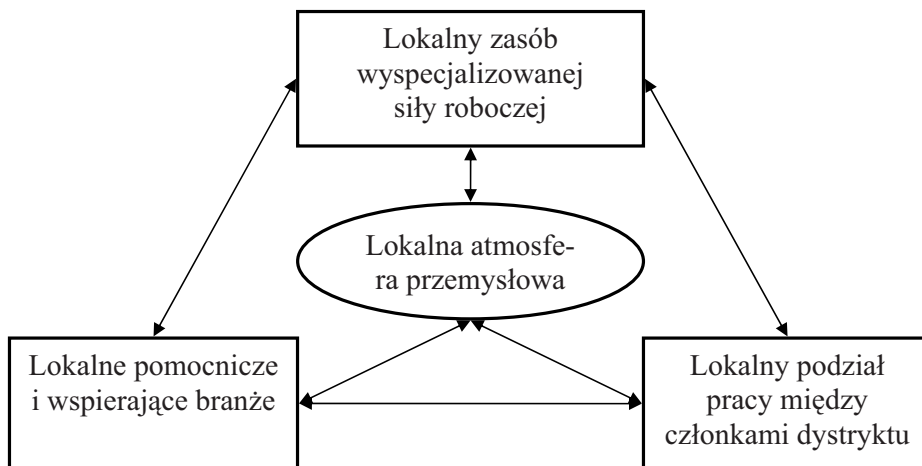 Lokalny zasób
wyspecjalizowanej
siły roboczej
Lokalna atmosfe-
ra przemysłowa
Lokalne pomocnicze
i wspierające branże
Lokalny podział
pracy między
członkami dystryktu